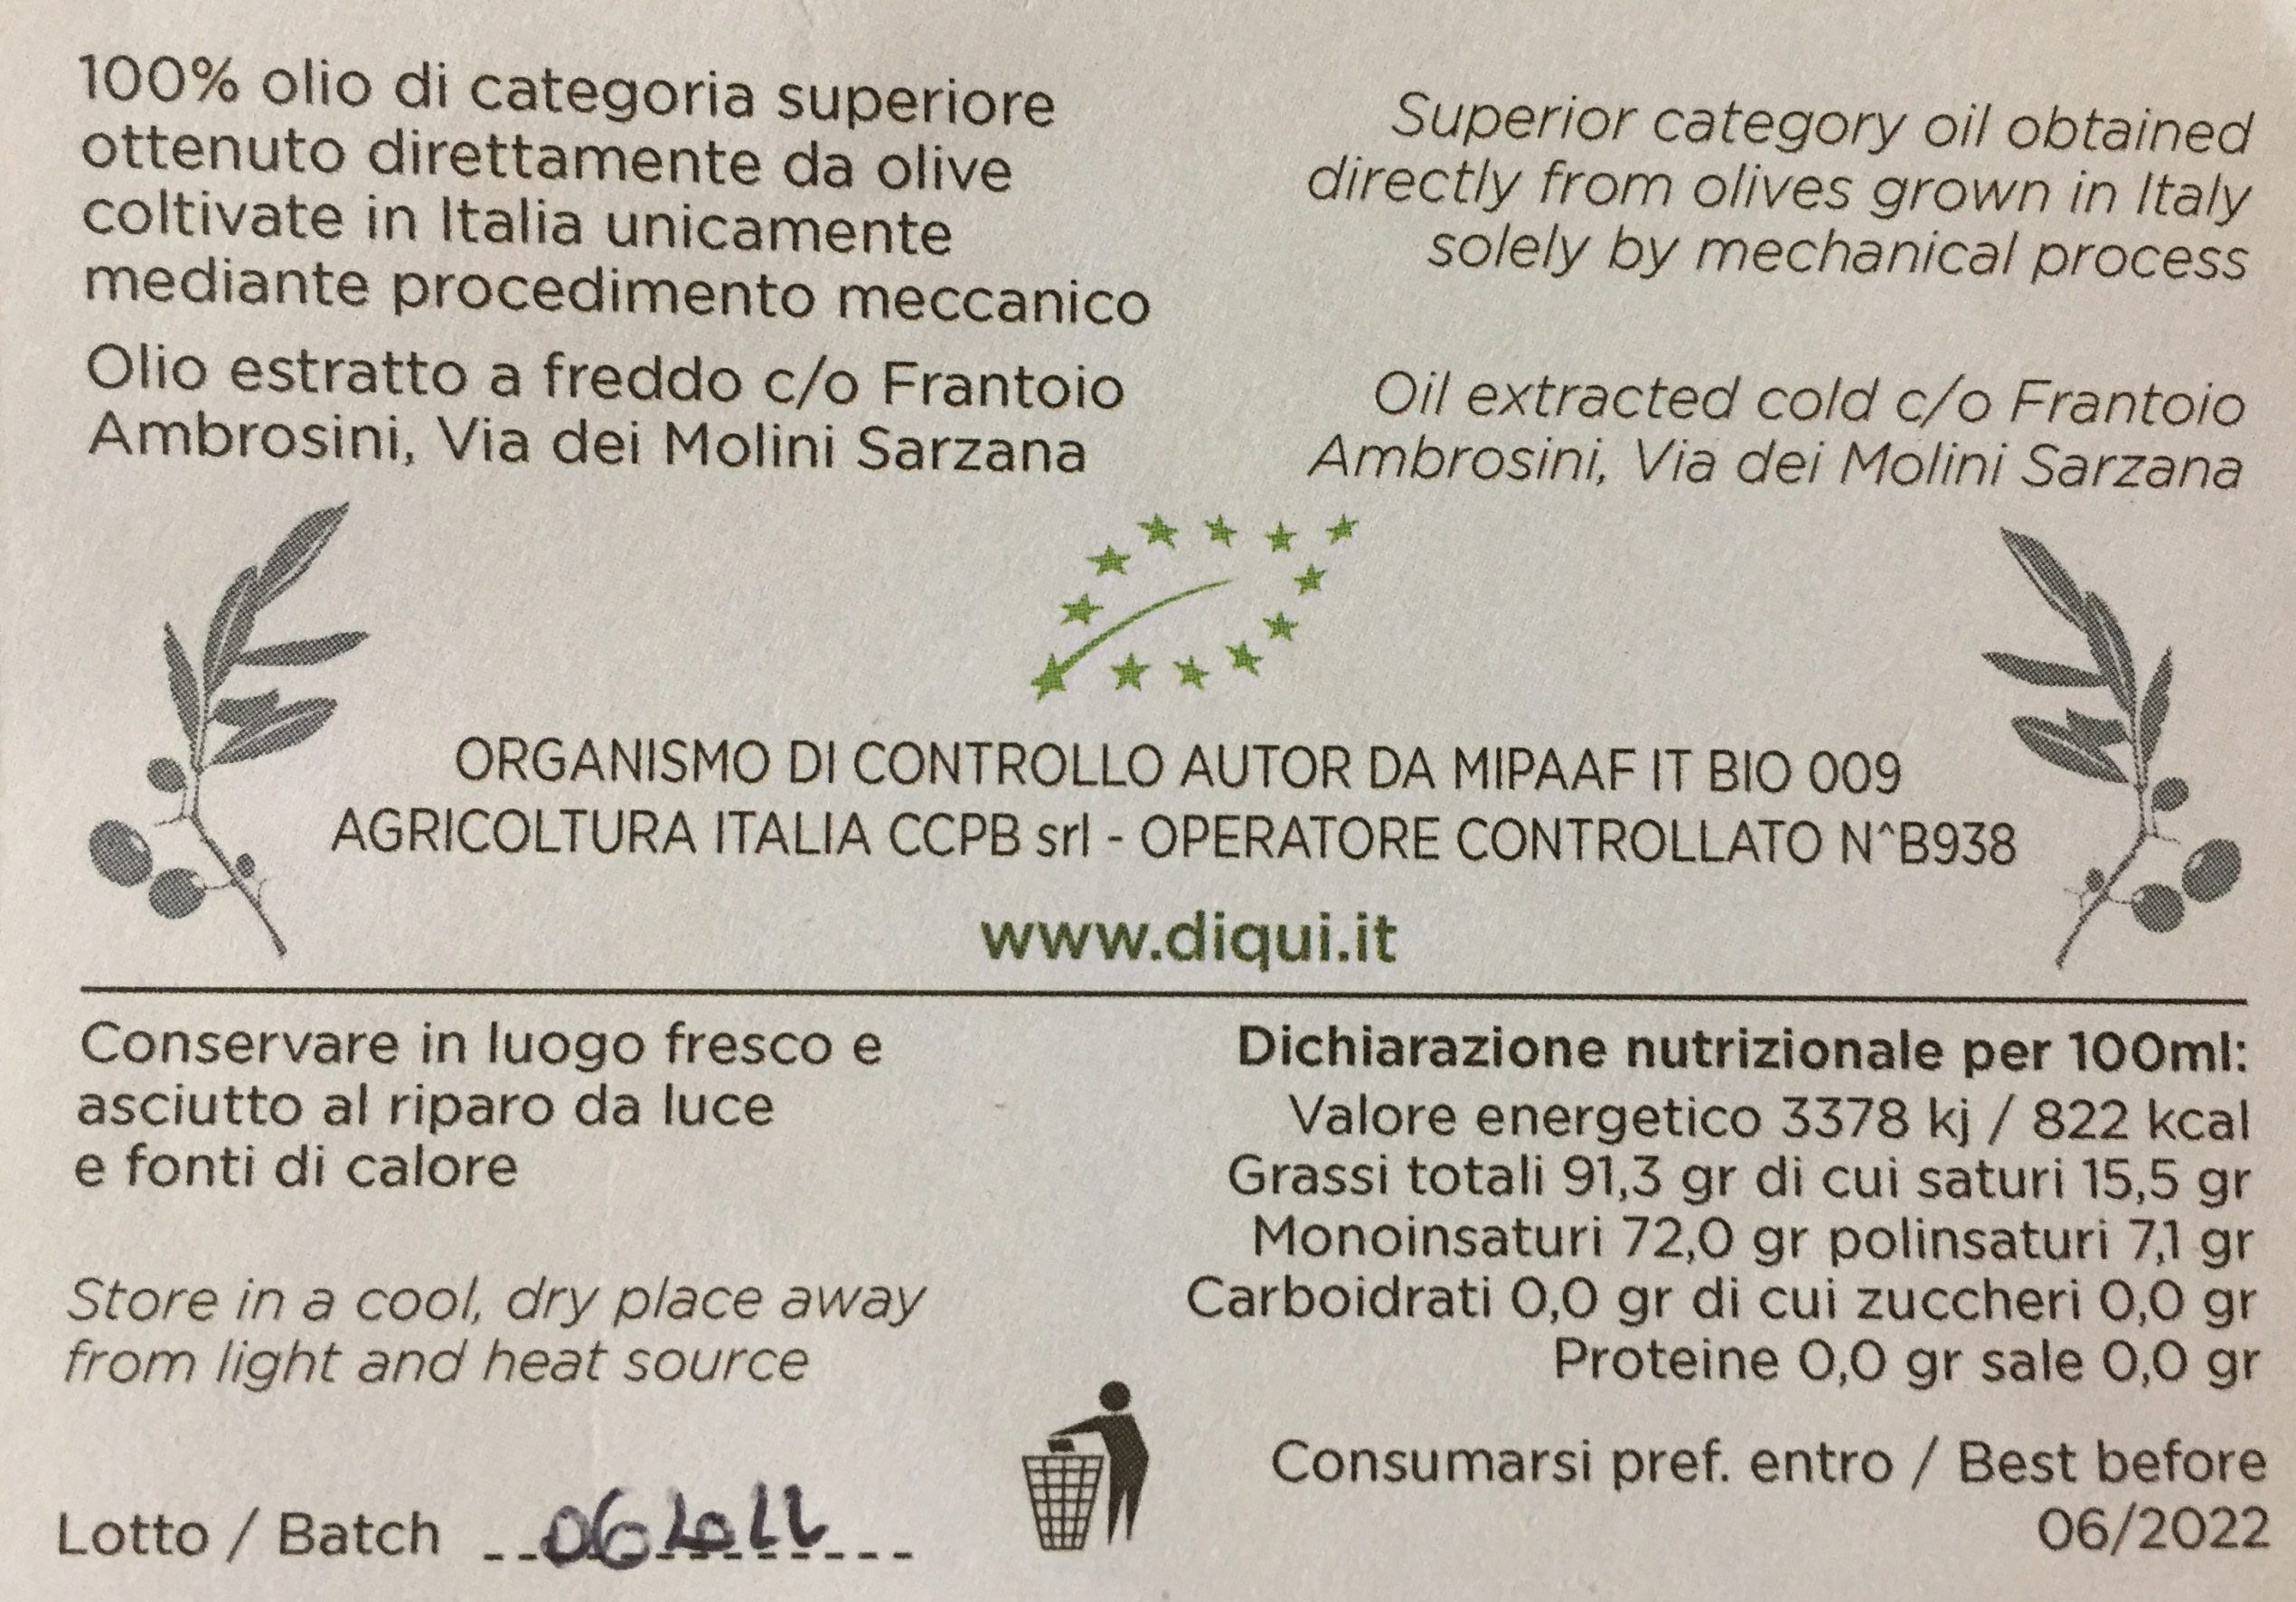 100% olio di categoria superiore
ottenuto direttamente da olive
coltivate in Italia unicamente
mediante procedimento meccanico
Olio estratto a freddo c/o Frantoio
Ambrosini, Via dei Molini Sarzana
Superior category oil obtained
directly from olives grown in Italy
solely by mechanical process
Oil extracted cold c/o Frantoio
Ambrosini, Via dei Molini Sarzana
ORGANISMO DI CONTROLLO AUTOR DA MIPAAF IT BIO 009
AGRICOLTURA ITALIA CCPB srl - OPERATORE CONTROLLATO N^B938
www.diqui.it
Conservare in luogo fresco e
asciutto al riparo da luce
e fonti di calore
Store in a cool, dry place away
from light and heat source
Lotto / Batch 062022
Dichiarazione nutrizionale per 100ml:
Valore energetico 3378 kj / 822 kcal
Grassi totali 91,3 gr di cui saturi 15,5 gr
Monoinsaturi 72,0 gr polinsaturi 7,1 gr
Carboidrati 0,0 gr di cui zuccheri 0,0 gr
Proteine 0,0 gr sale 0,0 gr
Consumarsi pref. entro / Best before
06/2022